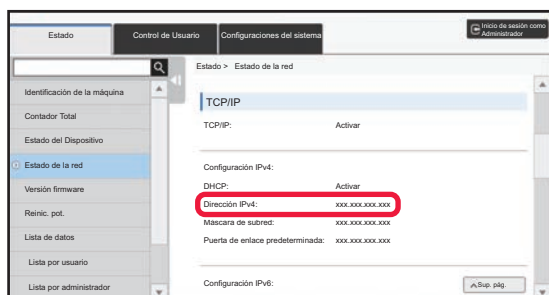 Estado
Control de Usuario
Configuraciones del sistema
Inicio de sesión como
Administrador
Estado > Estado de la red
Identificación de la máquina
Contador Total
Estado del Dispositivo
Estado de la red
Versión firmware
Reinic. pot.
Lista de datos
Lista por usuario
Lista por administrador
TCP/IP
TCP/IP: Activar
Configuración IPv4:
DHCP: Activar
Dirección IPv4: xxx.xxx.xxx.xxx
Máscara de subred: xxx.xxx.xxx.xxx
Puerta de enlace predeterminada: xxx.xxx.xxx.xxx
Configuración IPv6:
Sup. pág.